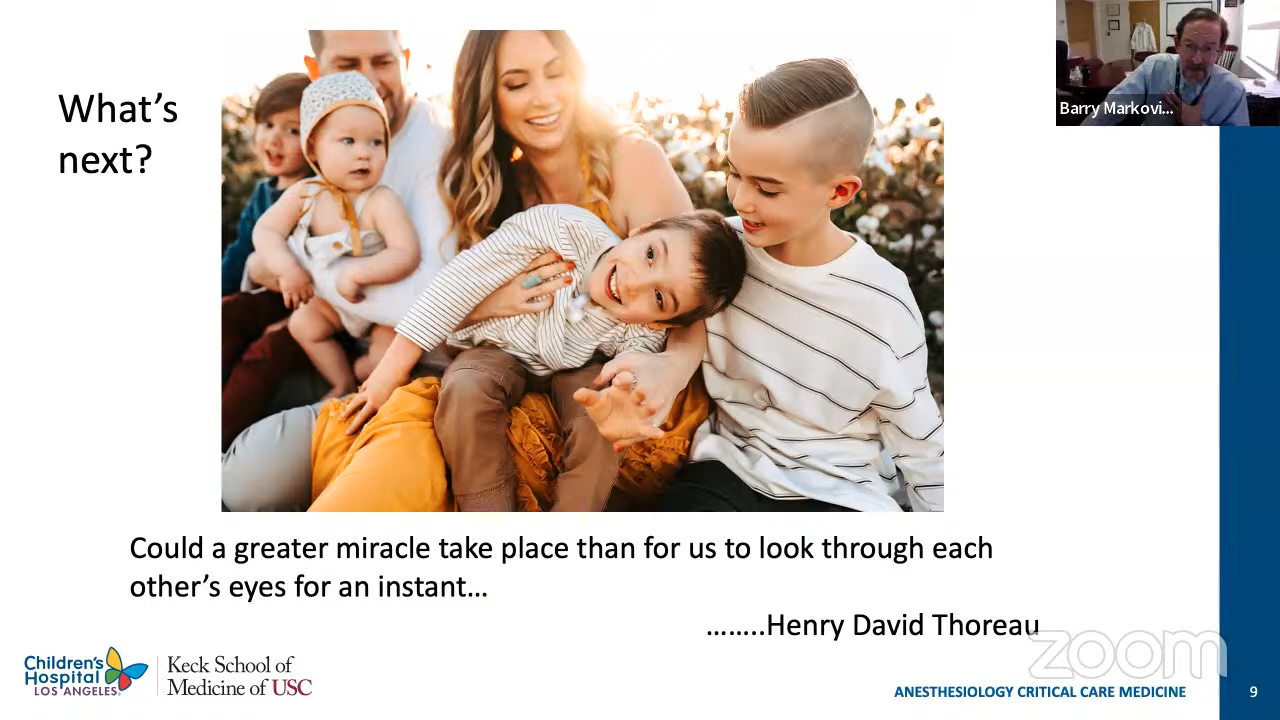 What's
next?
Barry Markovi...
Could a greater miracle take place than for us to look through each
other's eyes for an instant...
........Henry David Thoreau
Children's
Hospital
LOS ANGELES®
Keck School of
Medicine of USC
zoom
ANESTHESIOLOGY CRITICAL CARE MEDICINE
9